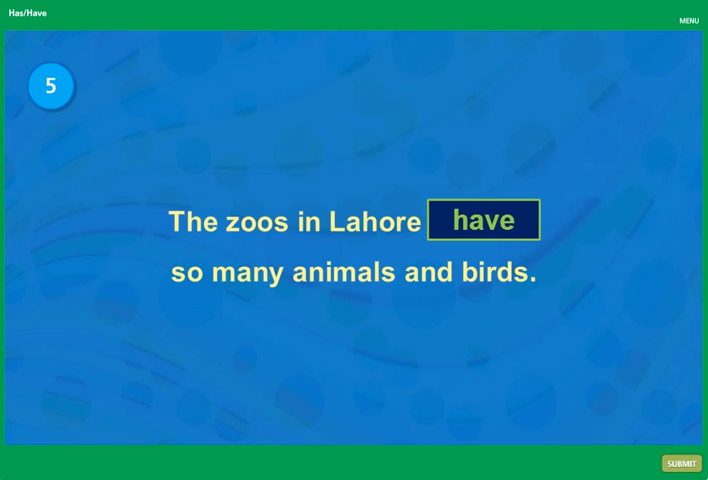 Has/Have
MENU
5
The zoos in Lahore have
so many animals and birds.
SUBMIT